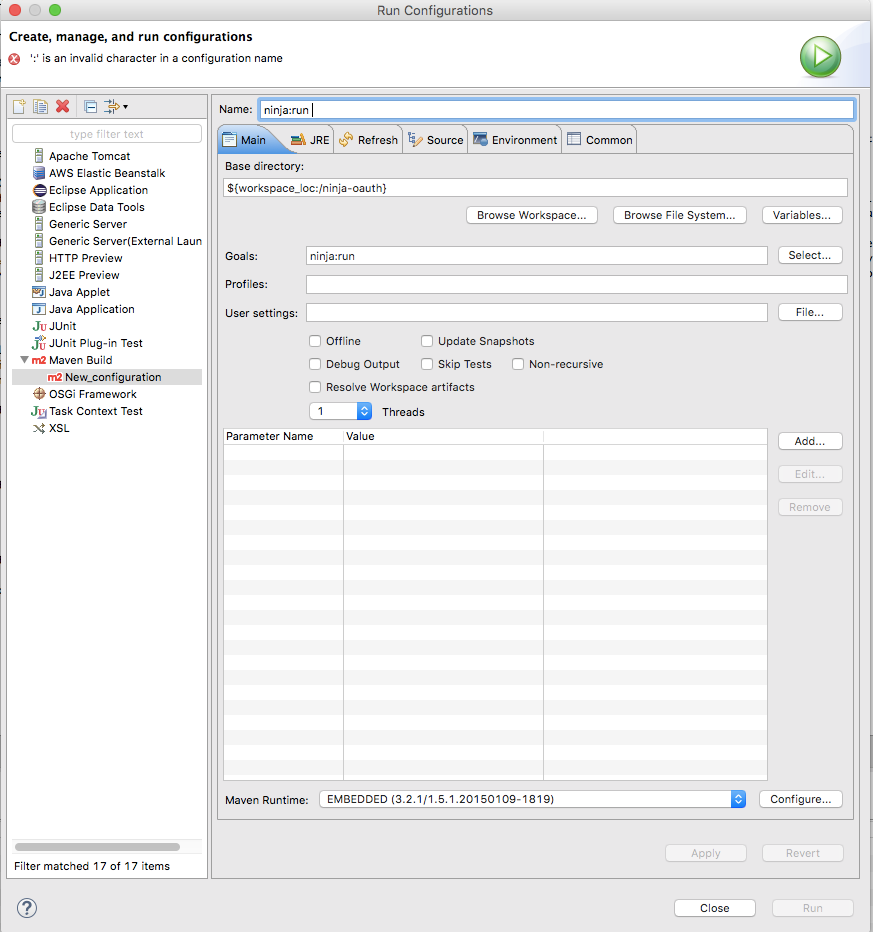 Run Configurations
Create, manage, and run configurations
':' is an invalid character in a configuration name
type filter text
Apache Tomcat
AWS Elastic Beanstalk
Eclipse Application
Eclipse Data Tools
Generic Server
Generic Server(External Laun
HTTP Preview
J2EE Preview
Java Applet
Java Application
JUnit
JUnit Plug-in Test
m2 Maven Build
m2 New_configuration
OSGi Framework
Task Context Test
XSL
Filter matched 17 of 17 items
Name: ninja:run
Main JRE Refresh Source Environment Common
Base directory:
${workspace_loc:/ninja-oauth}
Browse Workspace... Browse File System... Variables...
Goals: ninja:run Select...
Profiles:
User settings: File...
Offline Update Snapshots
Debug Output Skip Tests Non-recursive
Resolve Workspace artifacts
1 Threads
Parameter Name Value
Add...
Edit...
Remove
Maven Runtime: EMBEDDED (3.2.1/1.5.1.20150109-1819) Configure...
Apply Revert
? Close Run